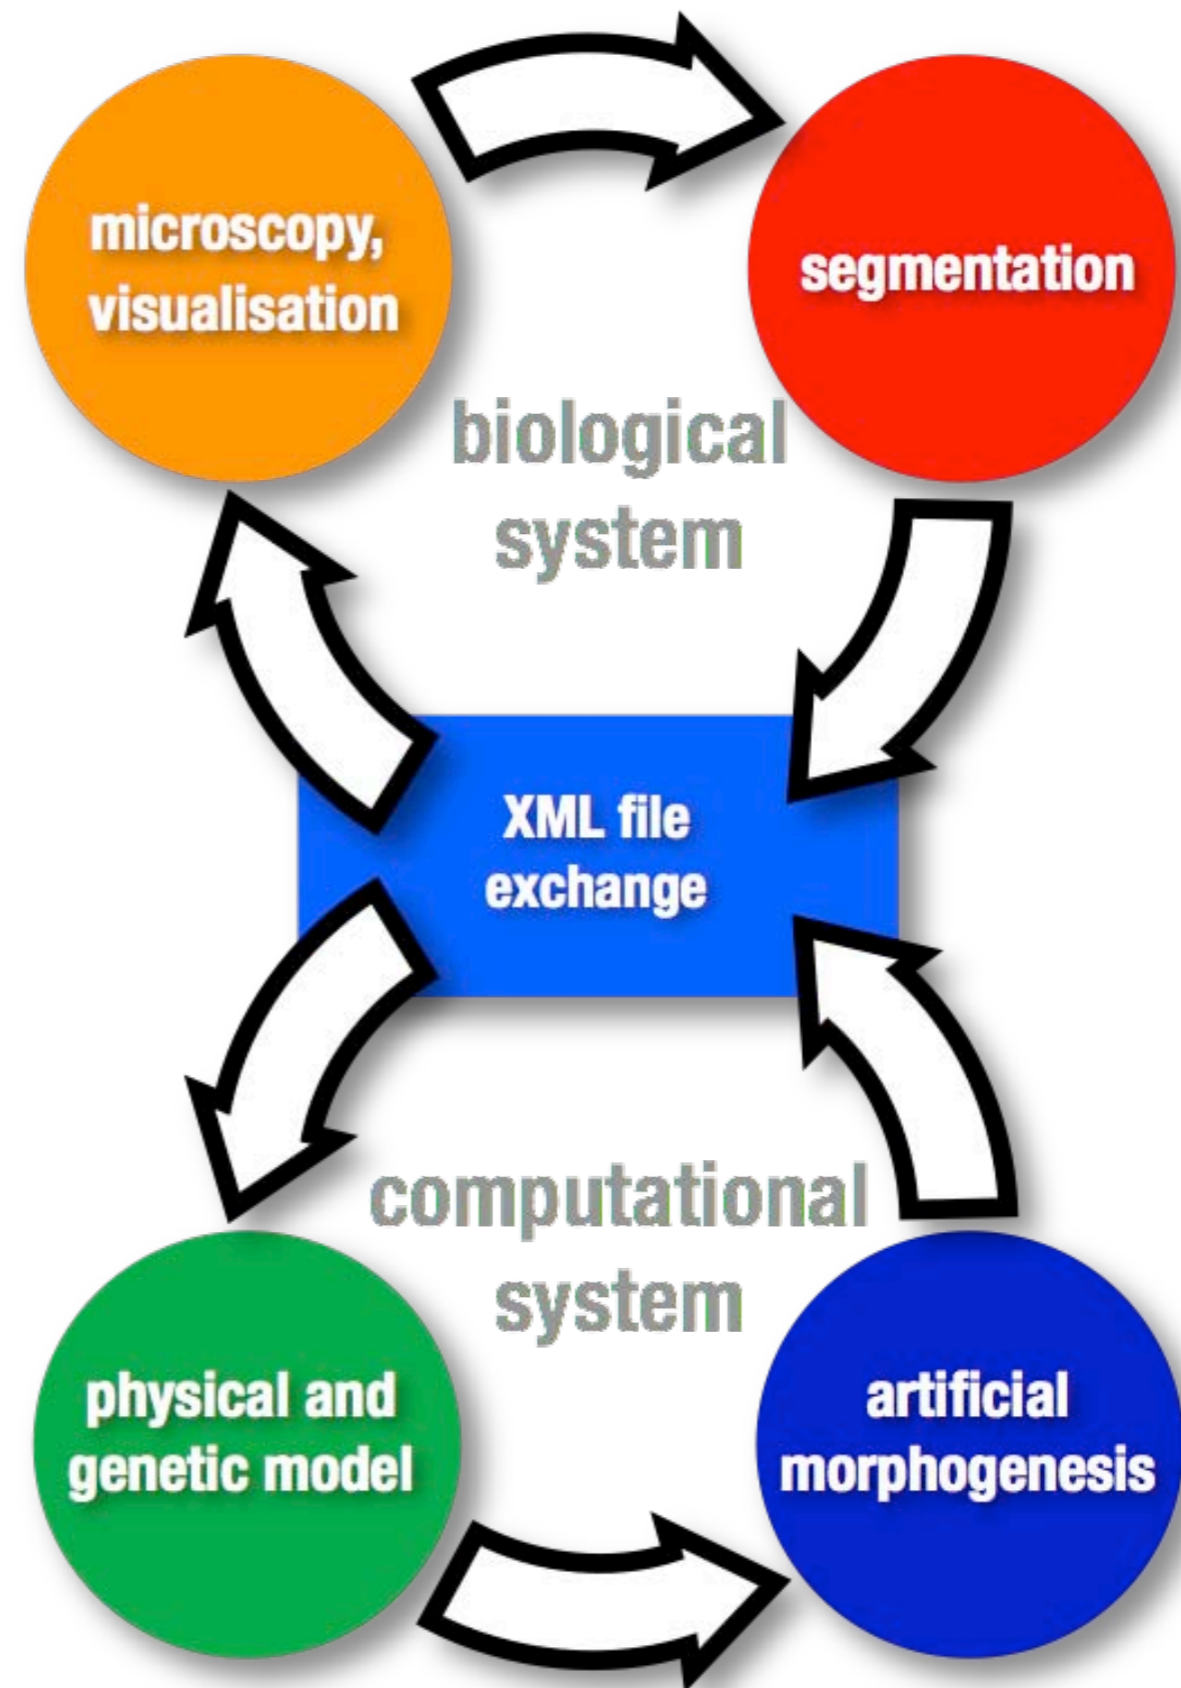 microscopy,
visualisation
segmentation
biological
system
XML file
exchange
computational
system
physical and
genetic model
artificial
morphogenesis